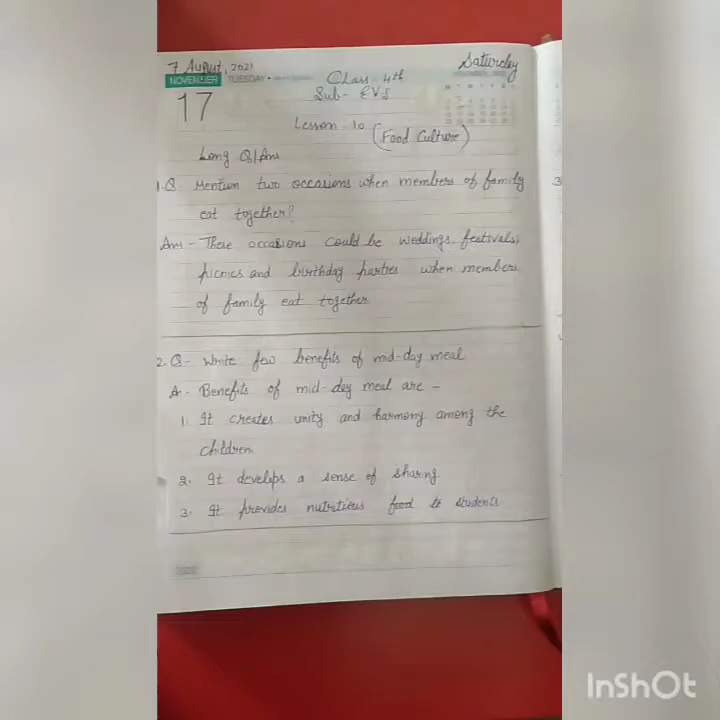 7 August, 2021
Saturday
NOVEMBER
TUESDAY
17
Class - 4th
Sub - EVS
Lesson 10 (Food Culture)
Long Q/Ans
1. Q. Mention two occasions when members of family
eat together?
Ans - There occasions could be weddings, festivals,
picnics and birthday parties when members
of family eat together
2. Q - Write few benefits of mid-day meal
A - Benefits of mid-day meal are -
1. It creates unity and harmony among the
children
2. It develops a sense of sharing
3. It provides nutritious food to students
3
InShOt